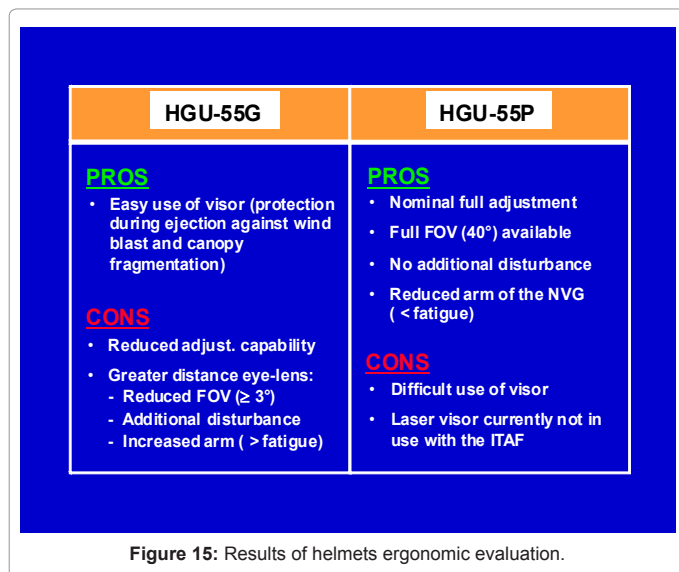 HGU-55G
PROS
• Easy use of visor (protection
during ejection against wind
blast and canopy
fragmentation)
CONS
• Reduced adjust. capability
• Greater distance eye-lens:
- Reduced FOV (≥ 3°)
- Additional disturbance
- Increased arm ( > fatigue)
HGU-55P
PROS
• Nominal full adjustment
• Full FOV (40°) available
• No additional disturbance
• Reduced arm of the NVG
( < fatigue)
CONS
• Difficult use of visor
• Laser visor currently not in
use with the ITAF
Figure 15: Results of helmets ergonomic evaluation.